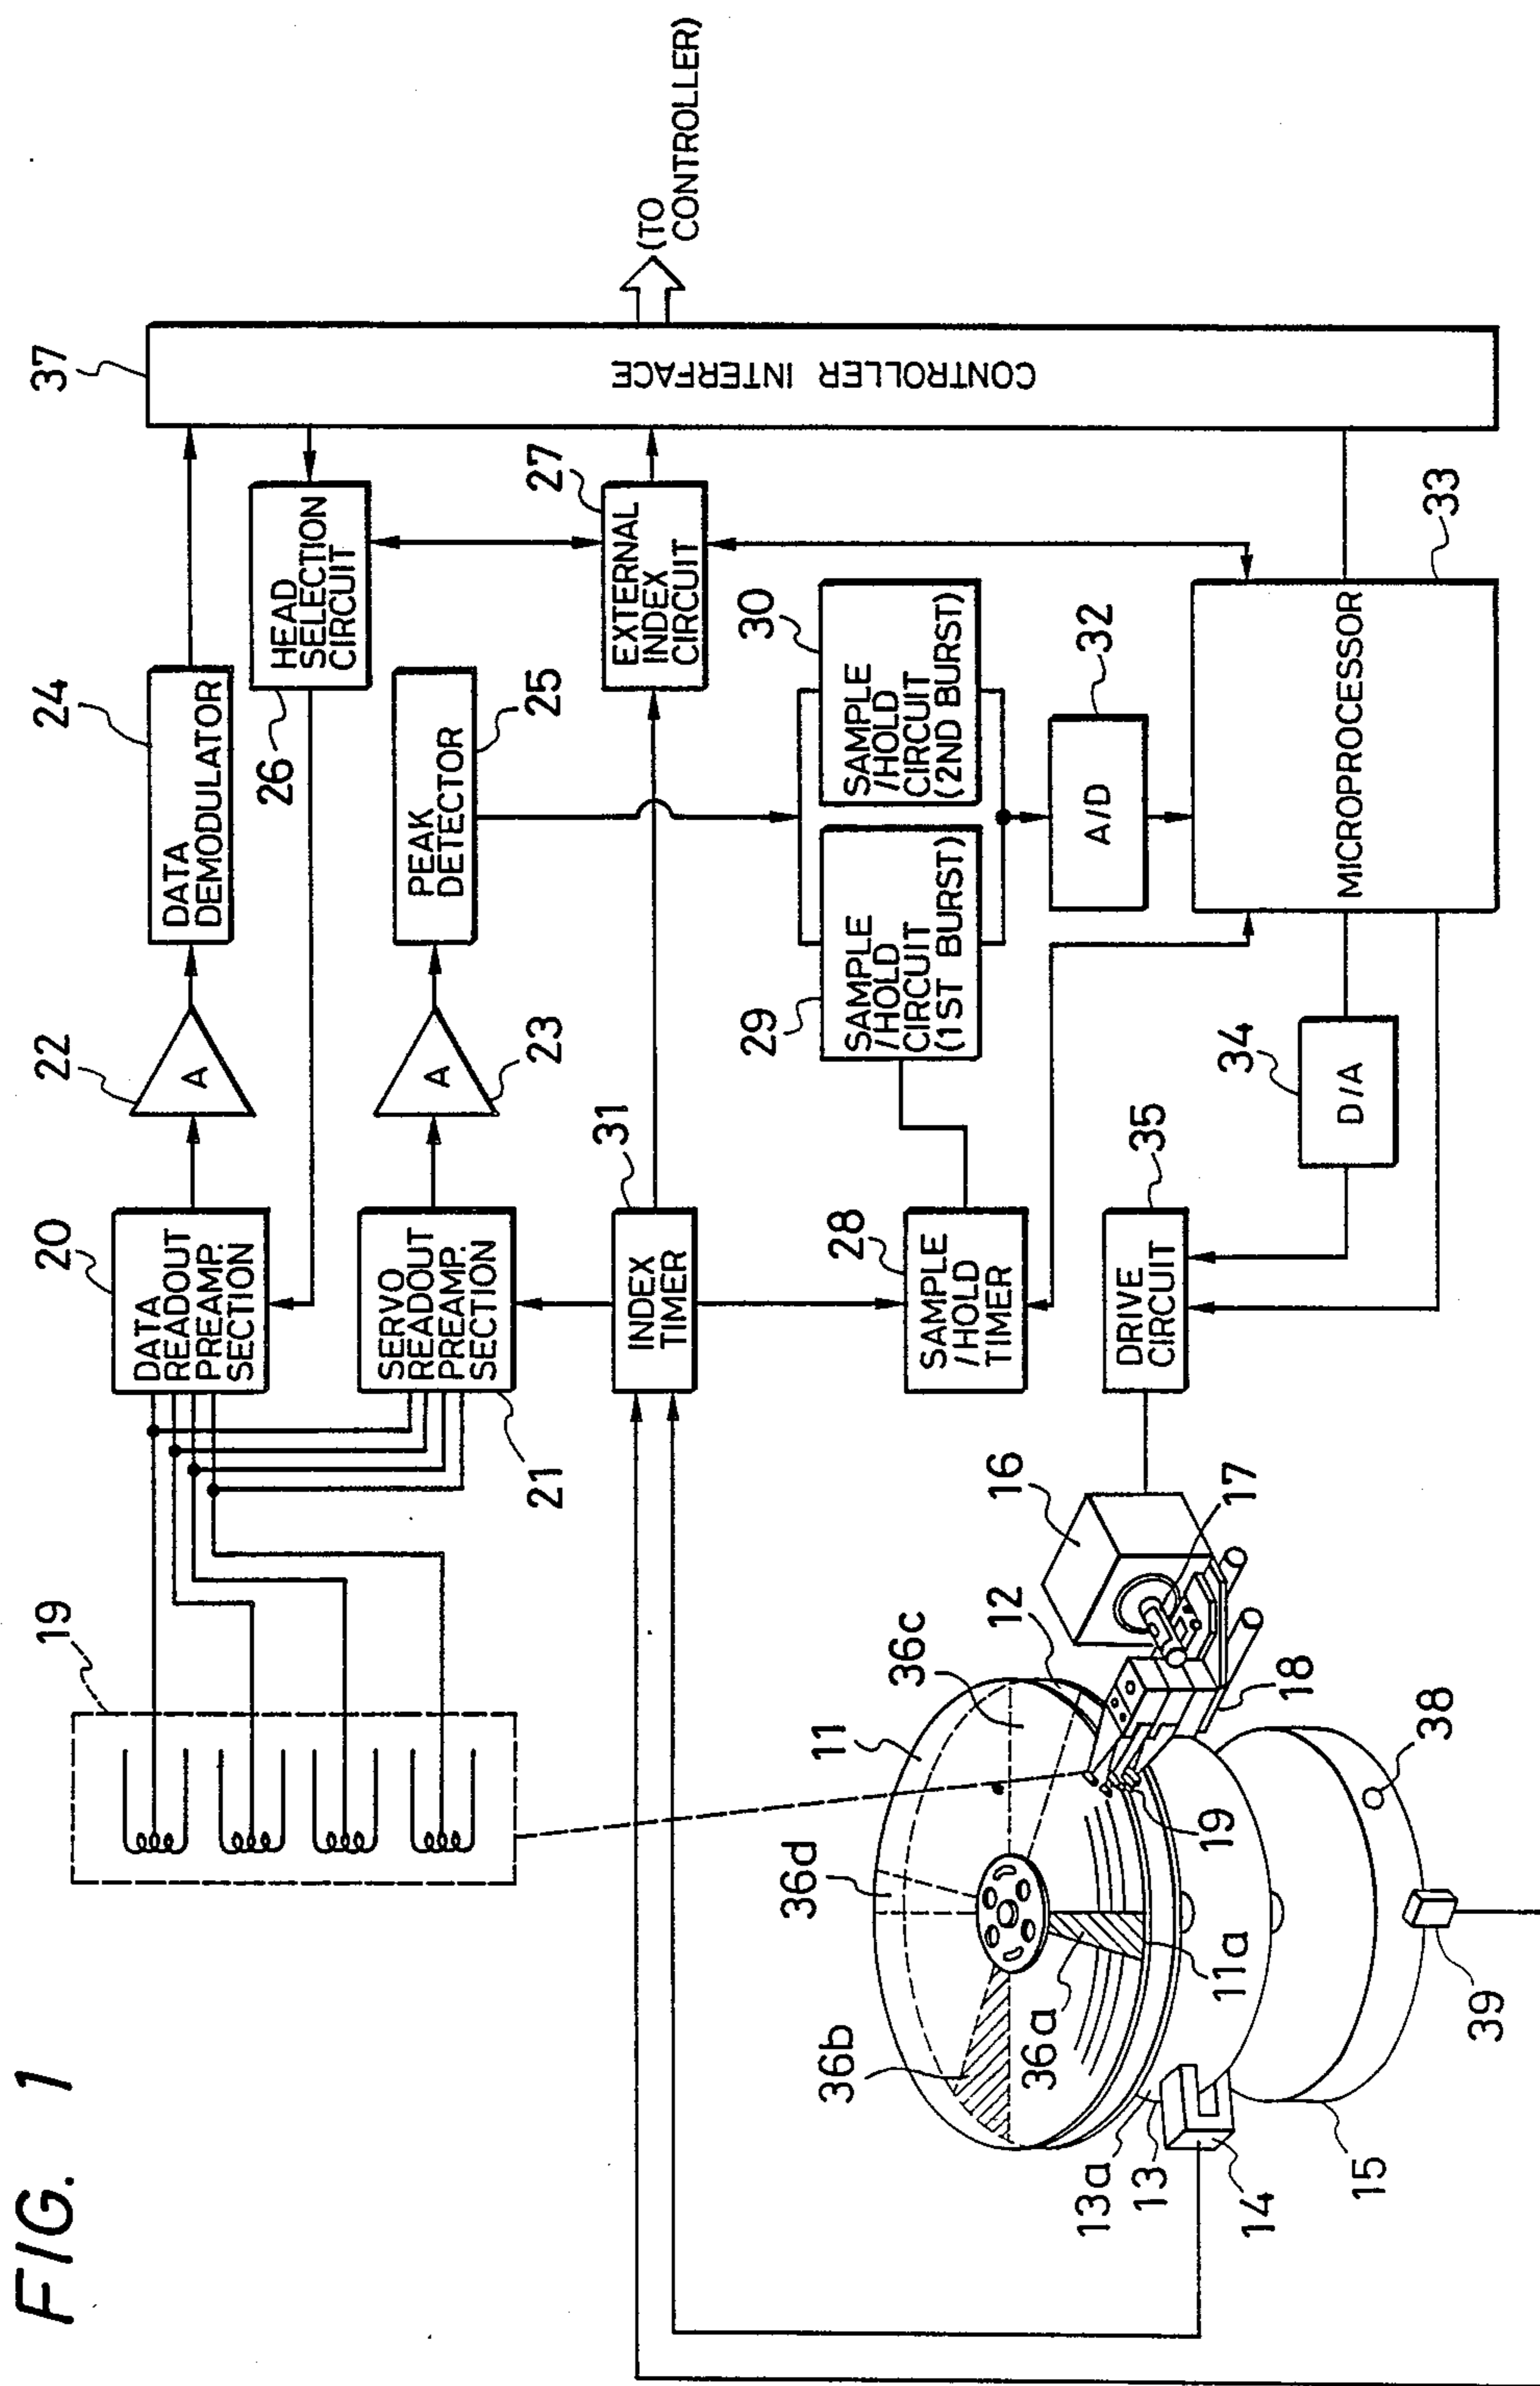 FIG. 1
19
20
DATA
READOUT
PREAMP.
SECTION
22
A
24
DATA
DEMODULATOR
37
CONTROLLER INTERFACE
(TO
CONTROLLER)
26
HEAD
SELECTION
CIRCUIT
21
SERVO
READOUT
PREAMP.
SECTION
A
23
PEAK
DETECTOR
25
27
EXTERNAL
INDEX
CIRCUIT
31
INDEX
TIMER
28
SAMPLE
/HOLD
TIMER
29
SAMPLE
/HOLD
CIRCUIT
(1ST BURST)
30
SAMPLE
/HOLD
CIRCUIT
(2ND BURST)
32
A/D
33
MICROPROCESSOR
34
D/A
35
DRIVE
CIRCUIT
36b
36d
11
36c
12
16
17
36a
11a
19
18
13a
13
14
15
39
38